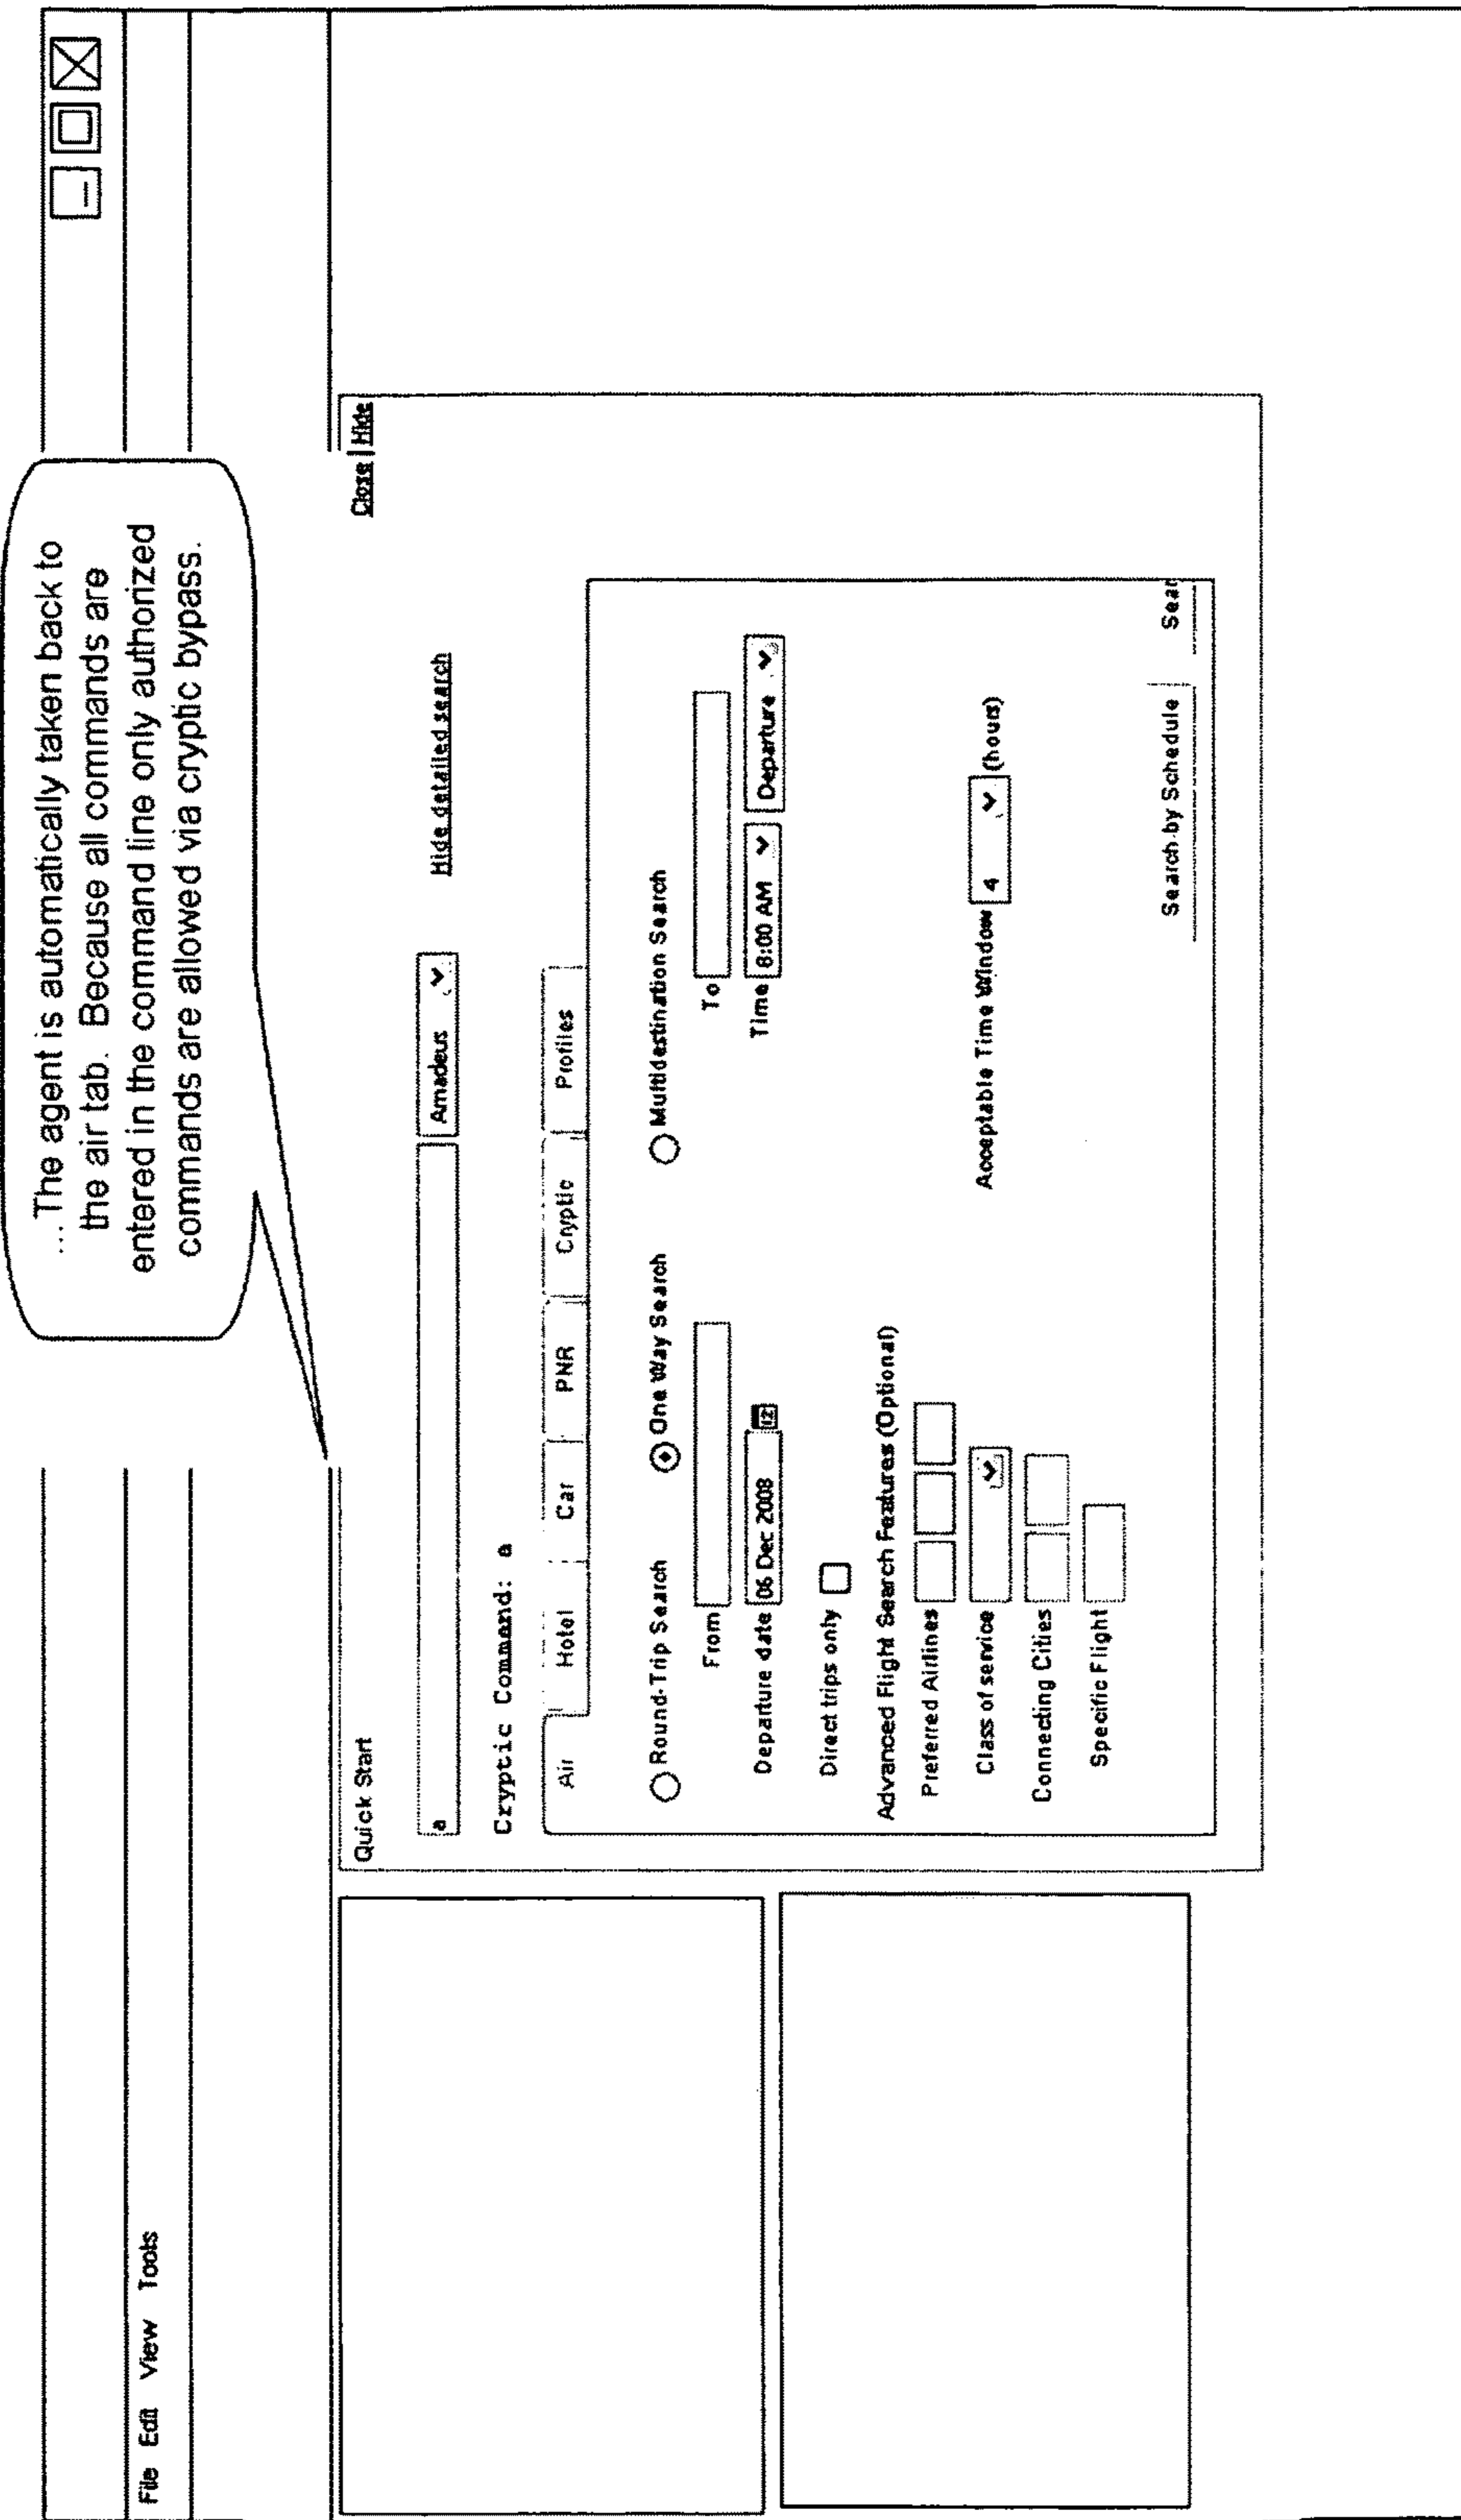 ...The agent is automatically taken back to
the air tab. Because all commands are
entered in the command line only authorized
commands are allowed via cryptic bypass.
File Edit View Tools
Quick Start
Close | Hide
a
Amadeus
Hide detailed search
Cryptic Command: a
Air Hotel Car PNR Cryptic Profiles
Round-Trip Search One Way Search Multidestination Search
From To
Departure date 06 Dec 2008 12 Time 8:00 AM Departure
Direct trips only
Advanced Flight Search Features (Optional)
Preferred Airlines
Class of service Acceptable Time Window 4 (hours)
Connecting Cities
Specific Flight
Search by Schedule Sear